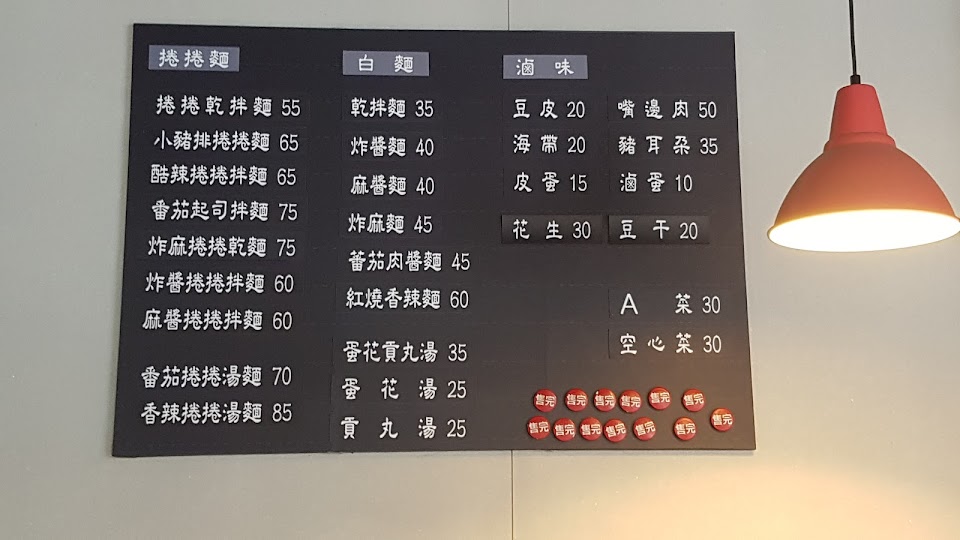 捲捲麵
捲捲乾拌麵 55
小豬排捲捲麵 65
酷辣捲捲拌麵 65
番茄起司拌麵 75
炸麻捲捲乾麵 75
炸醬捲捲拌麵 60
麻醬捲捲拌麵 60
番茄捲捲湯麵 70
香辣捲捲湯麵 85
白麵
乾拌麵 35
炸醬麵 40
麻醬麵 40
炸麻麵 45
蕃茄肉醬麵 45
紅燒香辣麵 60
蛋花貢丸湯 35
蛋花湯 25
貢丸湯 25
滷味
豆皮 20 嘴邊肉 50
海帶 20 豬耳朵 35
皮蛋 15 滷蛋 10
花生 30 豆干 20
A菜 30
空心菜 30
售完 售完 售完 售完 售完 售完
售完 售完 售完 售完 售完 售完 售完